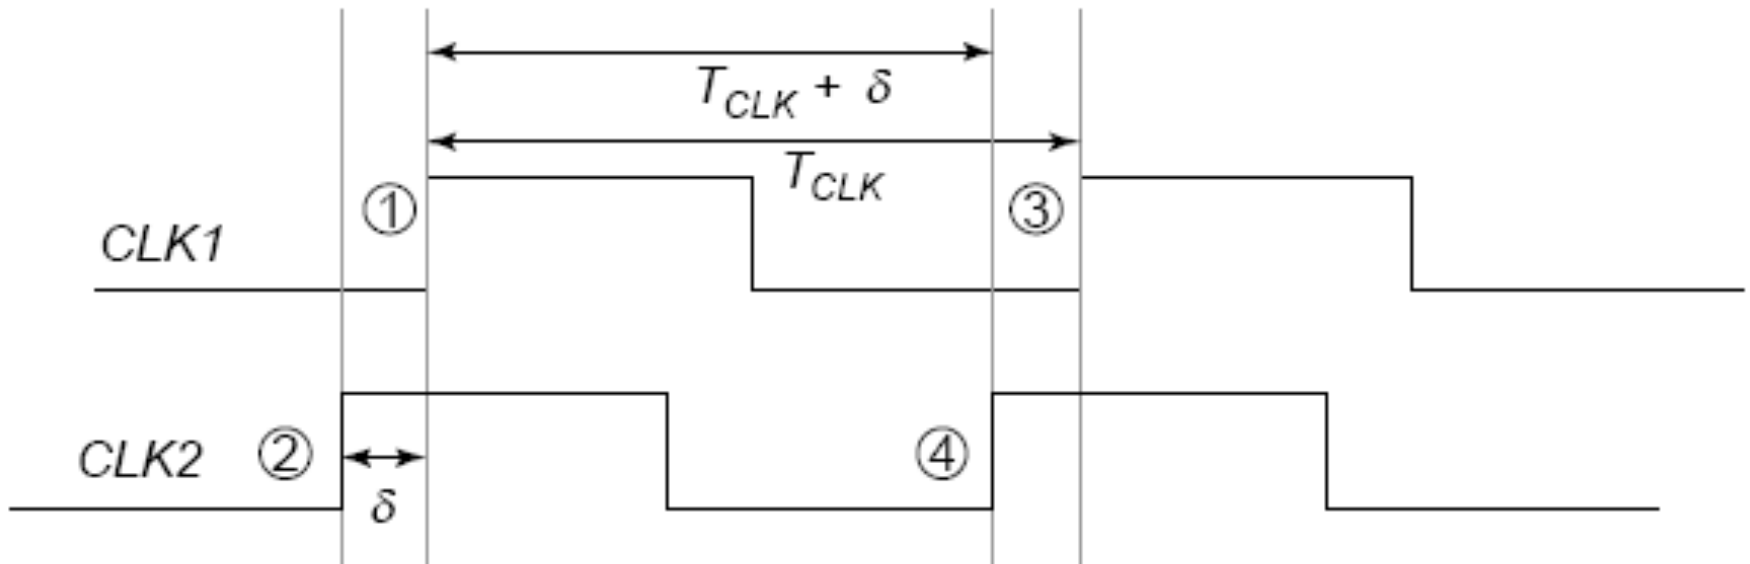 T_CLK + δ
T_CLK
① ③
CLK1
CLK2 ② ④
δ